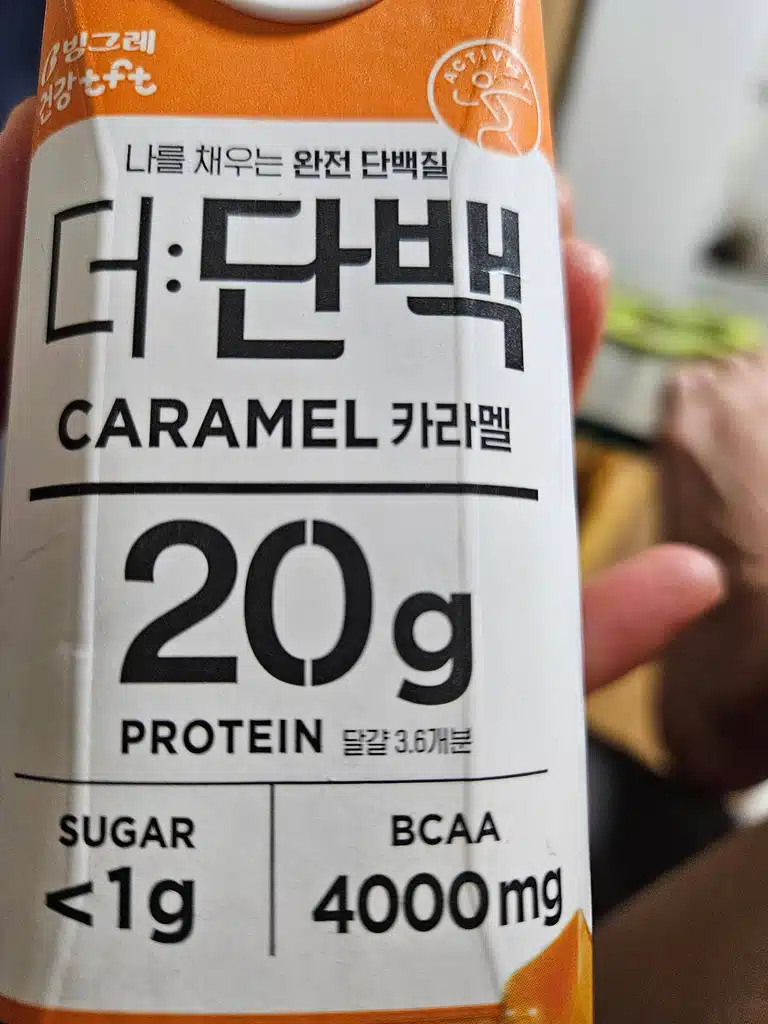 빙그레
건강tft
ACTIVITY
나를 채우는 완전 단백질
더:단백
CARAMEL 카라멜
20g
PROTEIN 달걀 3.6개분
SUGAR
<1g
BCAA
4000mg